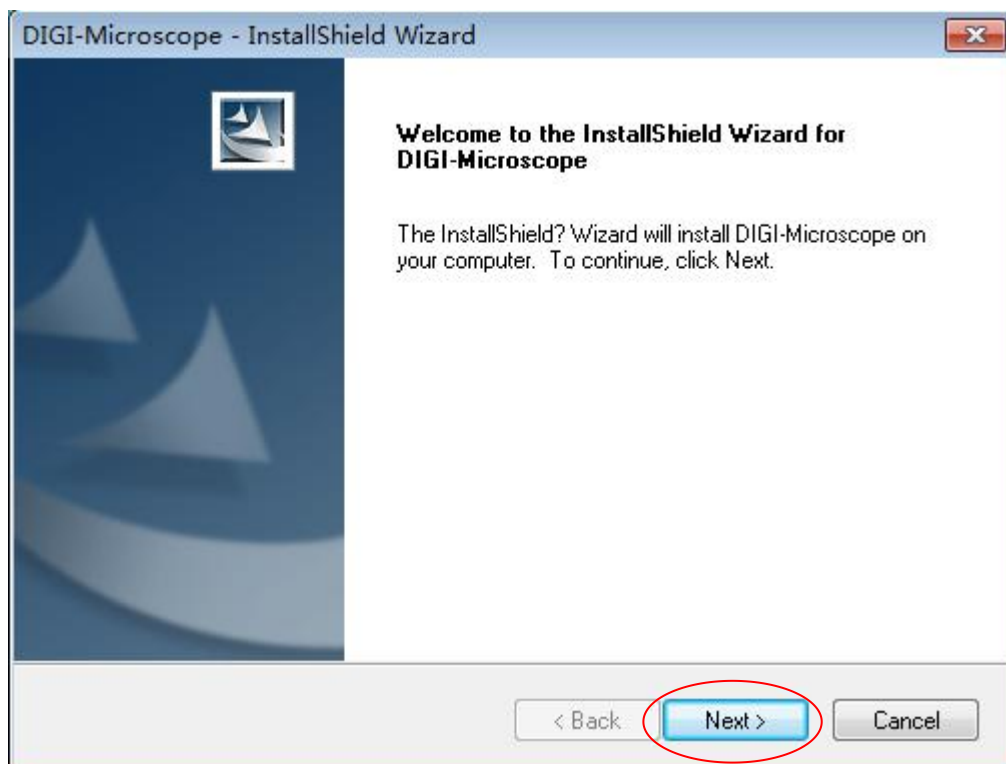 DIGI-Microscope - InstallShield Wizard
Welcome to the InstallShield Wizard for
DIGI-Microscope
The InstallShield? Wizard will install DIGI-Microscope on
your computer.  To continue, click Next.
< Back
Next >
Cancel